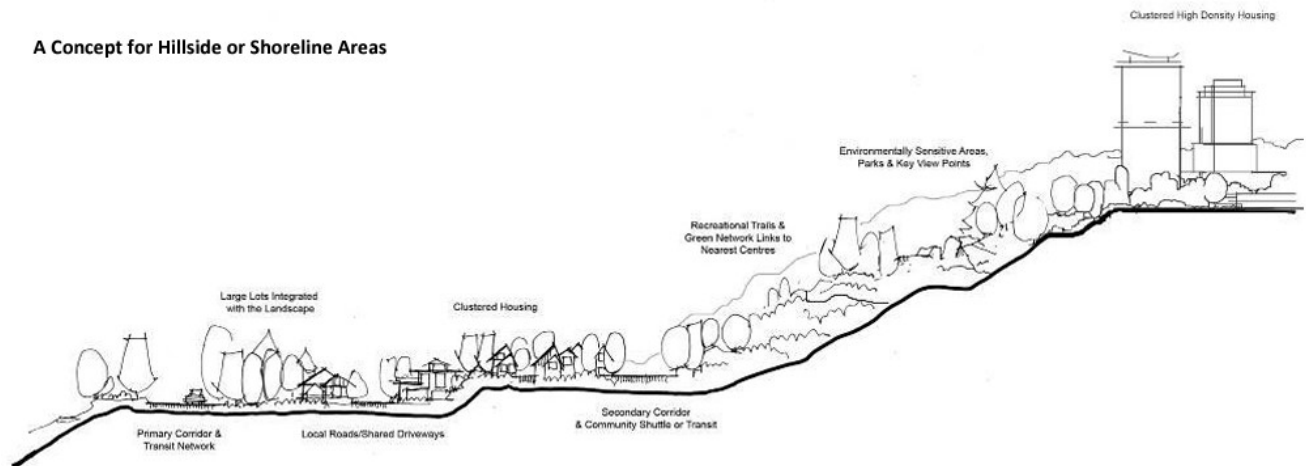 Clustered High Density Housing
A Concept for Hillside or Shoreline Areas
Environmentally Sensitive Areas,
Parks & Key View Points
Recreational Trails &
Green Network Links to
Nearest Centres
Large Lots Integrated
with the Landscape
Clustered Housing
Primary Corridor &
Transit Network
Local Roads/Shared Driveways
Secondary Corridor
& Community Shuttle or Transit